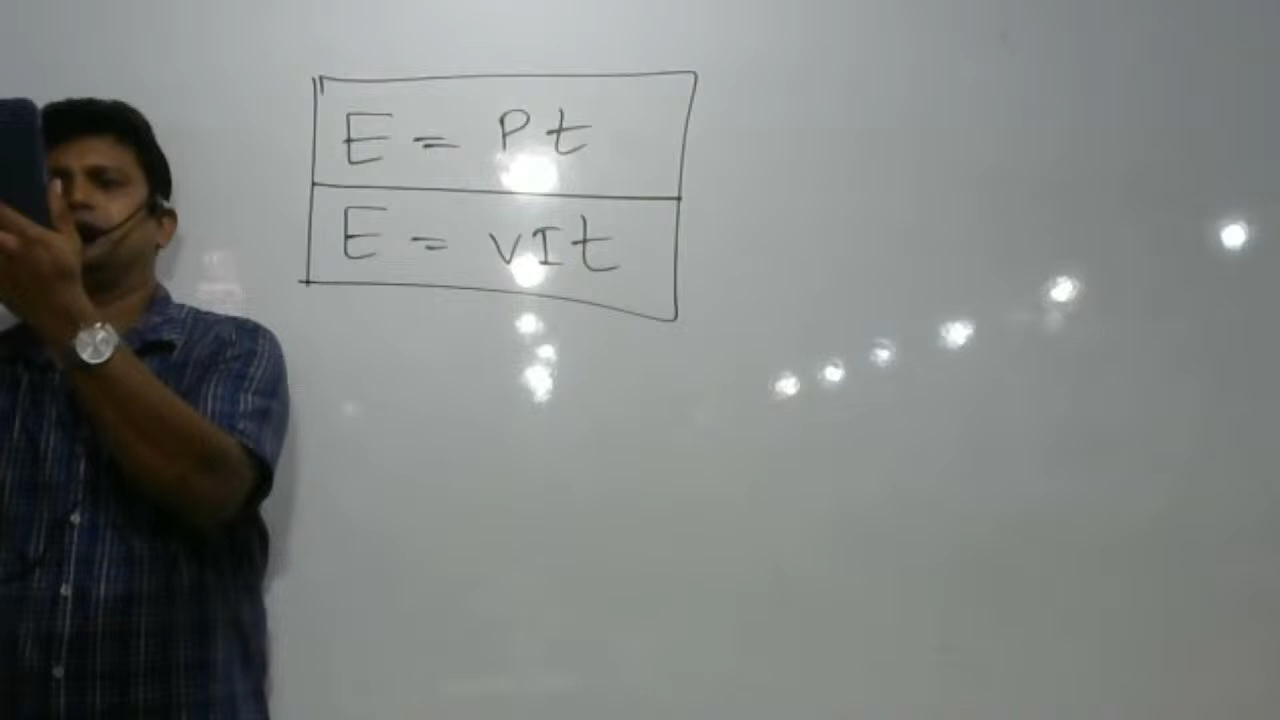 E = Pt
E = VIt